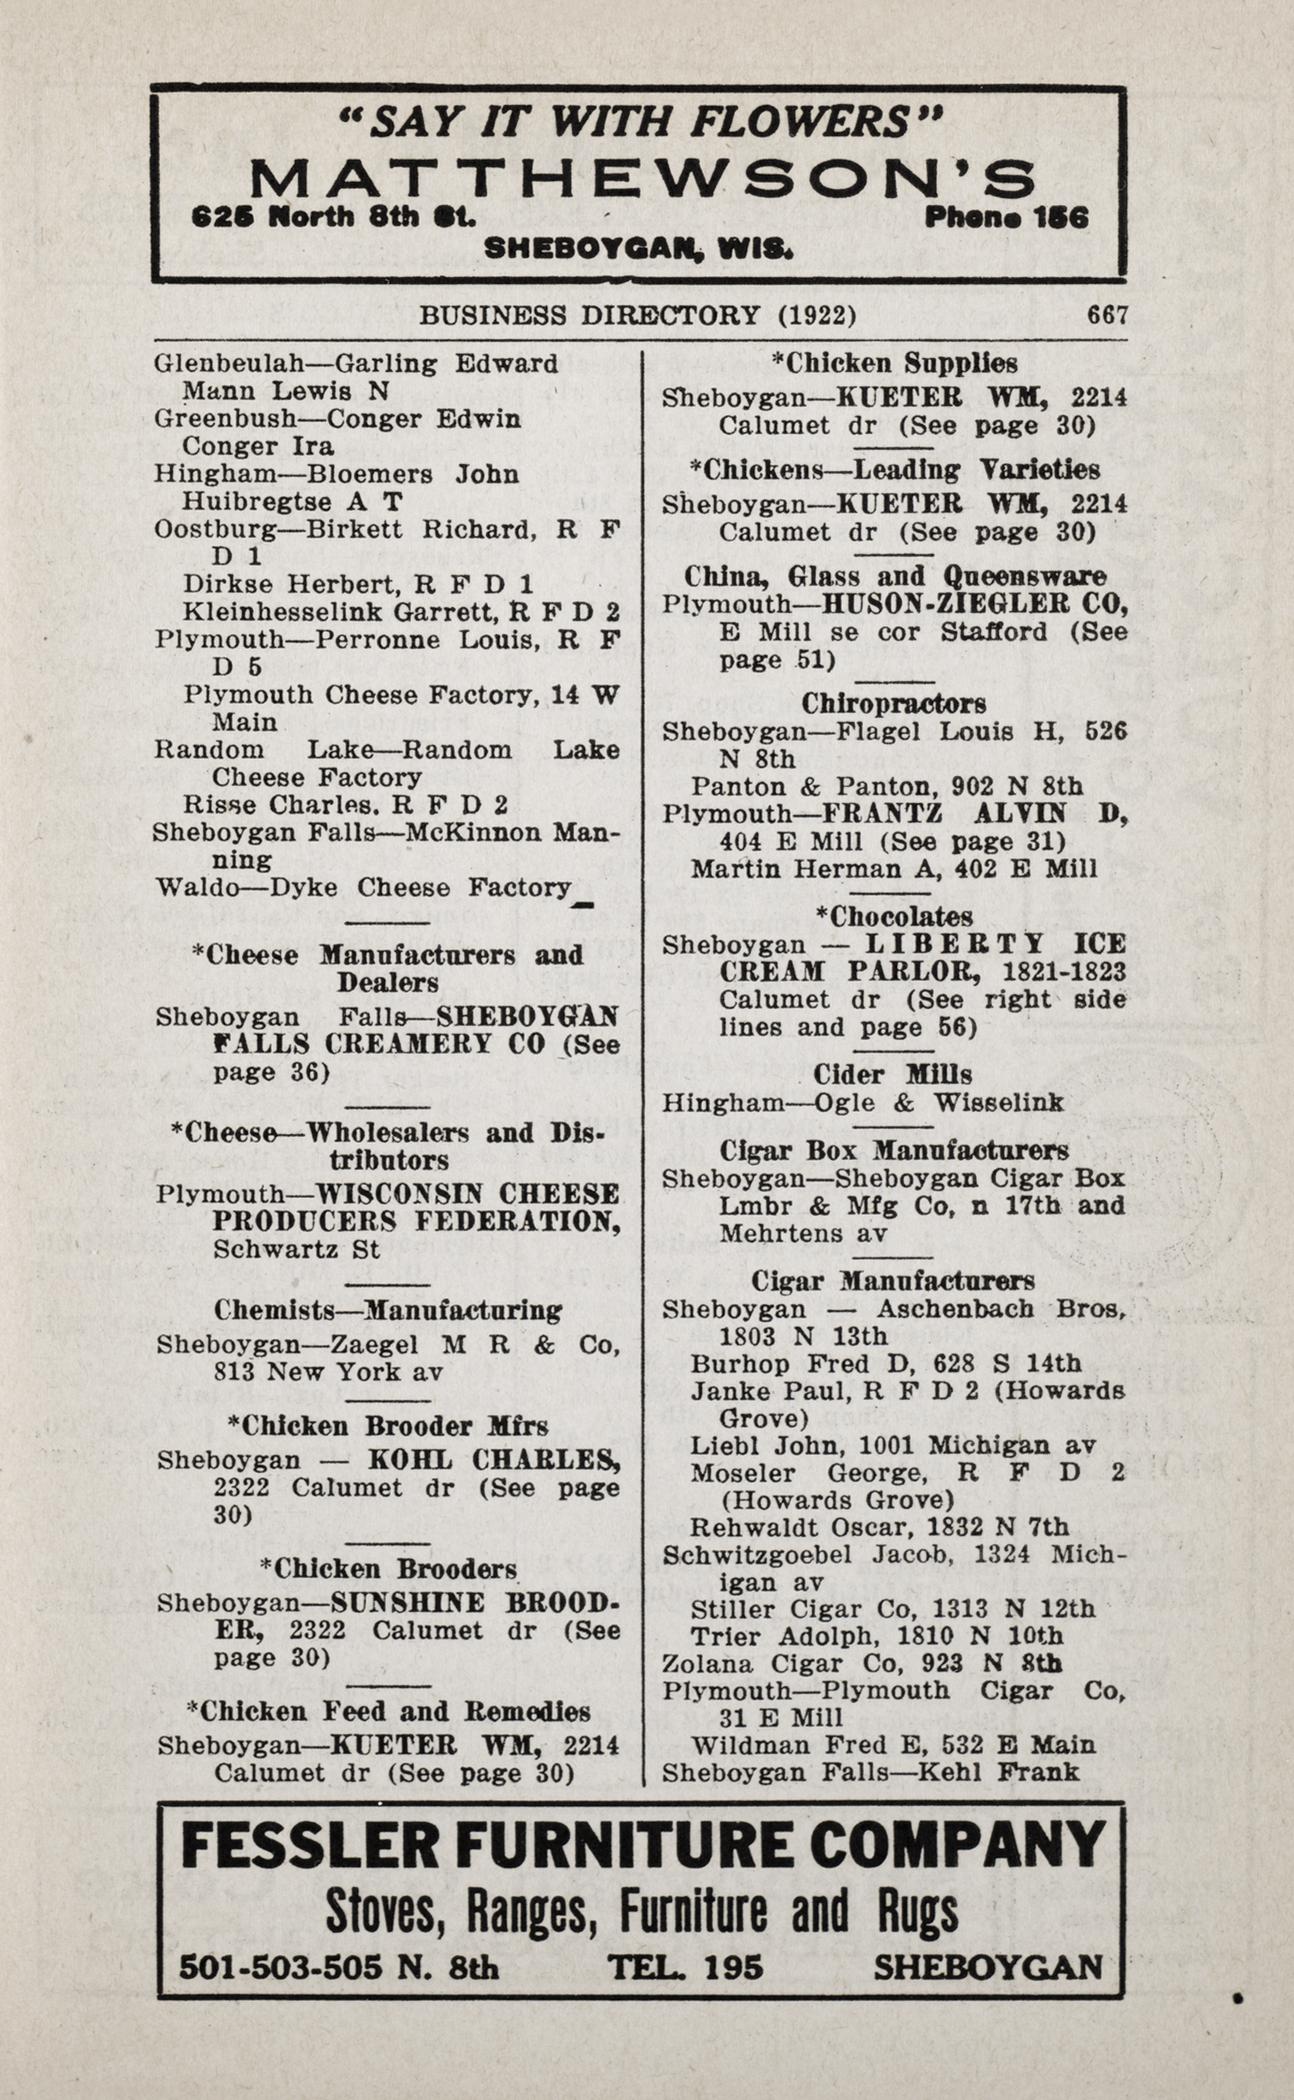 "SAY IT WITH FLOWERS"
MATTHEWSON'S
625 North 8th St. Phone 156
SHEBOYGAN, WIS.
BUSINESS DIRECTORY (1922) 667
Glenbeulah—Garling Edward
Mann Lewis N
Greenbush—Conger Edwin
Conger Ira
Hingham—Bloemers John
Huibregtse A T
Oostburg—Birkett Richard, R F
D 1
Dirkse Herbert, R F D 1
Kleinhesselink Garrett, R F D 2
Plymouth—Perronne Louis, R F
D 5
Plymouth Cheese Factory, 14 W
Main
Random Lake—Random Lake
Cheese Factory
Risse Charles. R F D 2
Sheboygan Falls—McKinnon Man-
ning
Waldo—Dyke Cheese Factory
*Cheese Manufacturers and
Dealers
Sheboygan Falls—SHEBOYGAN
FALLS CREAMERY CO (See
page 36)
*Cheese—Wholesalers and Dis-
tributors
Plymouth—WISCONSIN CHEESE
PRODUCERS FEDERATION,
Schwartz St
Chemists—Manufacturing
Sheboygan—Zaegel M R & Co,
813 New York av
*Chicken Brooder Mfrs
Sheboygan — KOHL CHARLES,
2322 Calumet dr (See page
30)
*Chicken Brooders
Sheboygan—SUNSHINE BROOD-
ER, 2322 Calumet dr (See
page 30)
*Chicken Feed and Remedies
Sheboygan—KUETER WM, 2214
Calumet dr (See page 30)
*Chicken Supplies
Sheboygan—KUETER WM, 2214
Calumet dr (See page 30)
*Chickens—Leading Varieties
Sheboygan—KUETER WM, 2214
Calumet dr (See page 30)
China, Glass and Queensware
Plymouth—HUSON-ZIEGLER CO,
E Mill se cor Stafford (See
page 51)
Chiropractors
Sheboygan—Flagel Louis H, 526
N 8th
Panton & Panton, 902 N 8th
Plymouth—FRANTZ ALVIN D,
404 E Mill (See page 31)
Martin Herman A, 402 E Mill
*Chocolates
Sheboygan — LIBERTY ICE
CREAM PARLOR, 1821-1823
Calumet dr (See right side
lines and page 56)
Cider Mills
Hingham—Ogle & Wisselink
Cigar Box Manufacturers
Sheboygan—Sheboygan Cigar Box
Lmbr & Mfg Co, n 17th and
Mehrtens av
Cigar Manufacturers
Sheboygan — Aschenbach Bros,
1803 N 13th
Burhop Fred D, 628 S 14th
Janke Paul, R F D 2 (Howards
Grove)
Liebl John, 1001 Michigan av
Moseler George, R F D 2
(Howards Grove)
Rehwaldt Oscar, 1832 N 7th
Schwitzgoebel Jacob, 1324 Mich-
igan av
Stiller Cigar Co, 1313 N 12th
Trier Adolph, 1810 N 10th
Zolana Cigar Co, 923 N 8th
Plymouth—Plymouth Cigar Co,
31 E Mill
Wildman Fred E, 532 E Main
Sheboygan Falls—Kehl Frank
FESSLER FURNITURE COMPANY
Stoves, Ranges, Furniture and Rugs
501-503-505 N. 8th TEL. 195 SHEBOYGAN